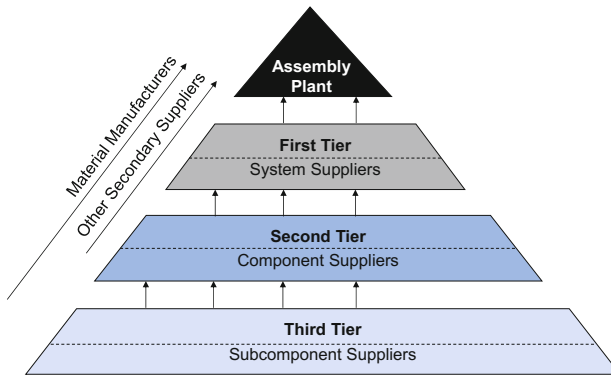 Assembly
Plant
Material Manufacturers
Other Secondary Suppliers
First Tier
System Suppliers
Second Tier
Component Suppliers
Third Tier
Subcomponent Suppliers